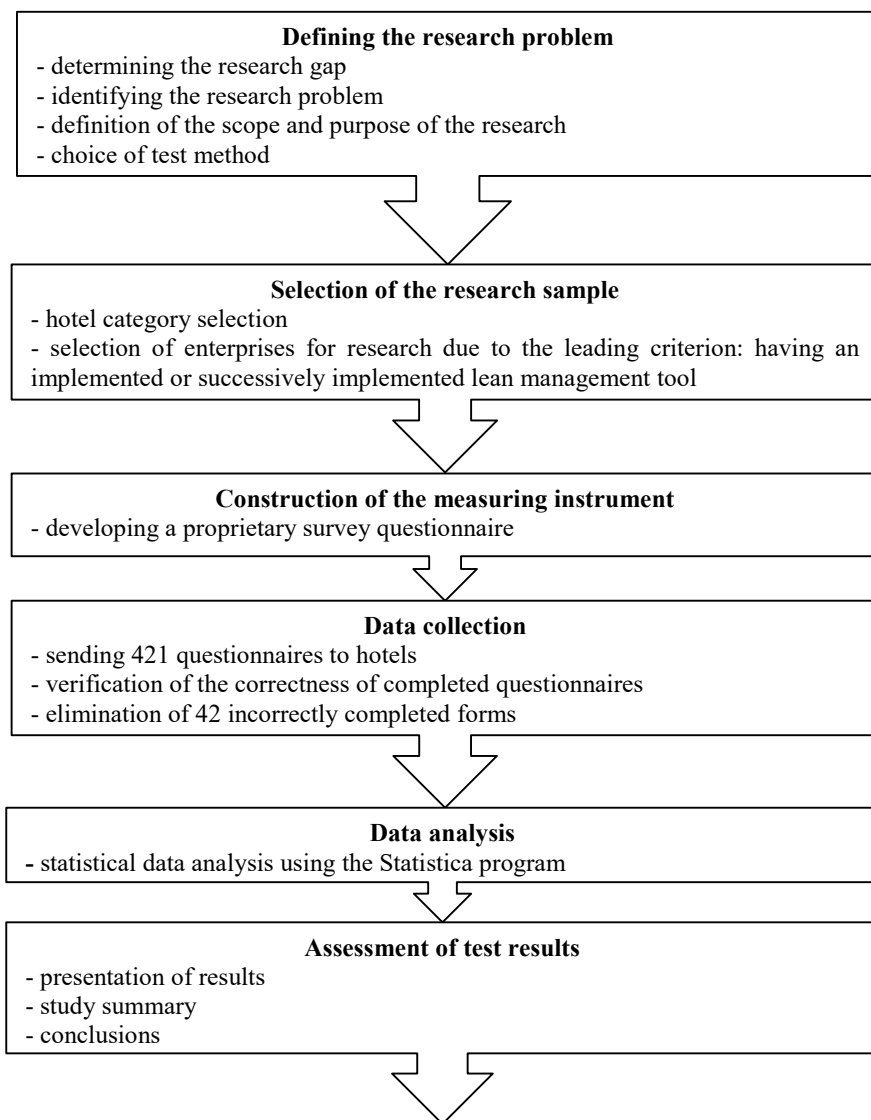 Defining the research problem
- determining the research gap
- identifying the research problem
- definition of the scope and purpose of the research
- choice of test method
Selection of the research sample
- hotel category selection
- selection of enterprises for research due to the leading criterion: having an
implemented or successively implemented lean management tool
Construction of the measuring instrument
- developing a proprietary survey questionnaire
Data collection
- sending 421 questionnaires to hotels
- verification of the correctness of completed questionnaires
- elimination of 42 incorrectly completed forms
Data analysis
- statistical data analysis using the Statistica program
Assessment of test results
- presentation of results
- study summary
- conclusions